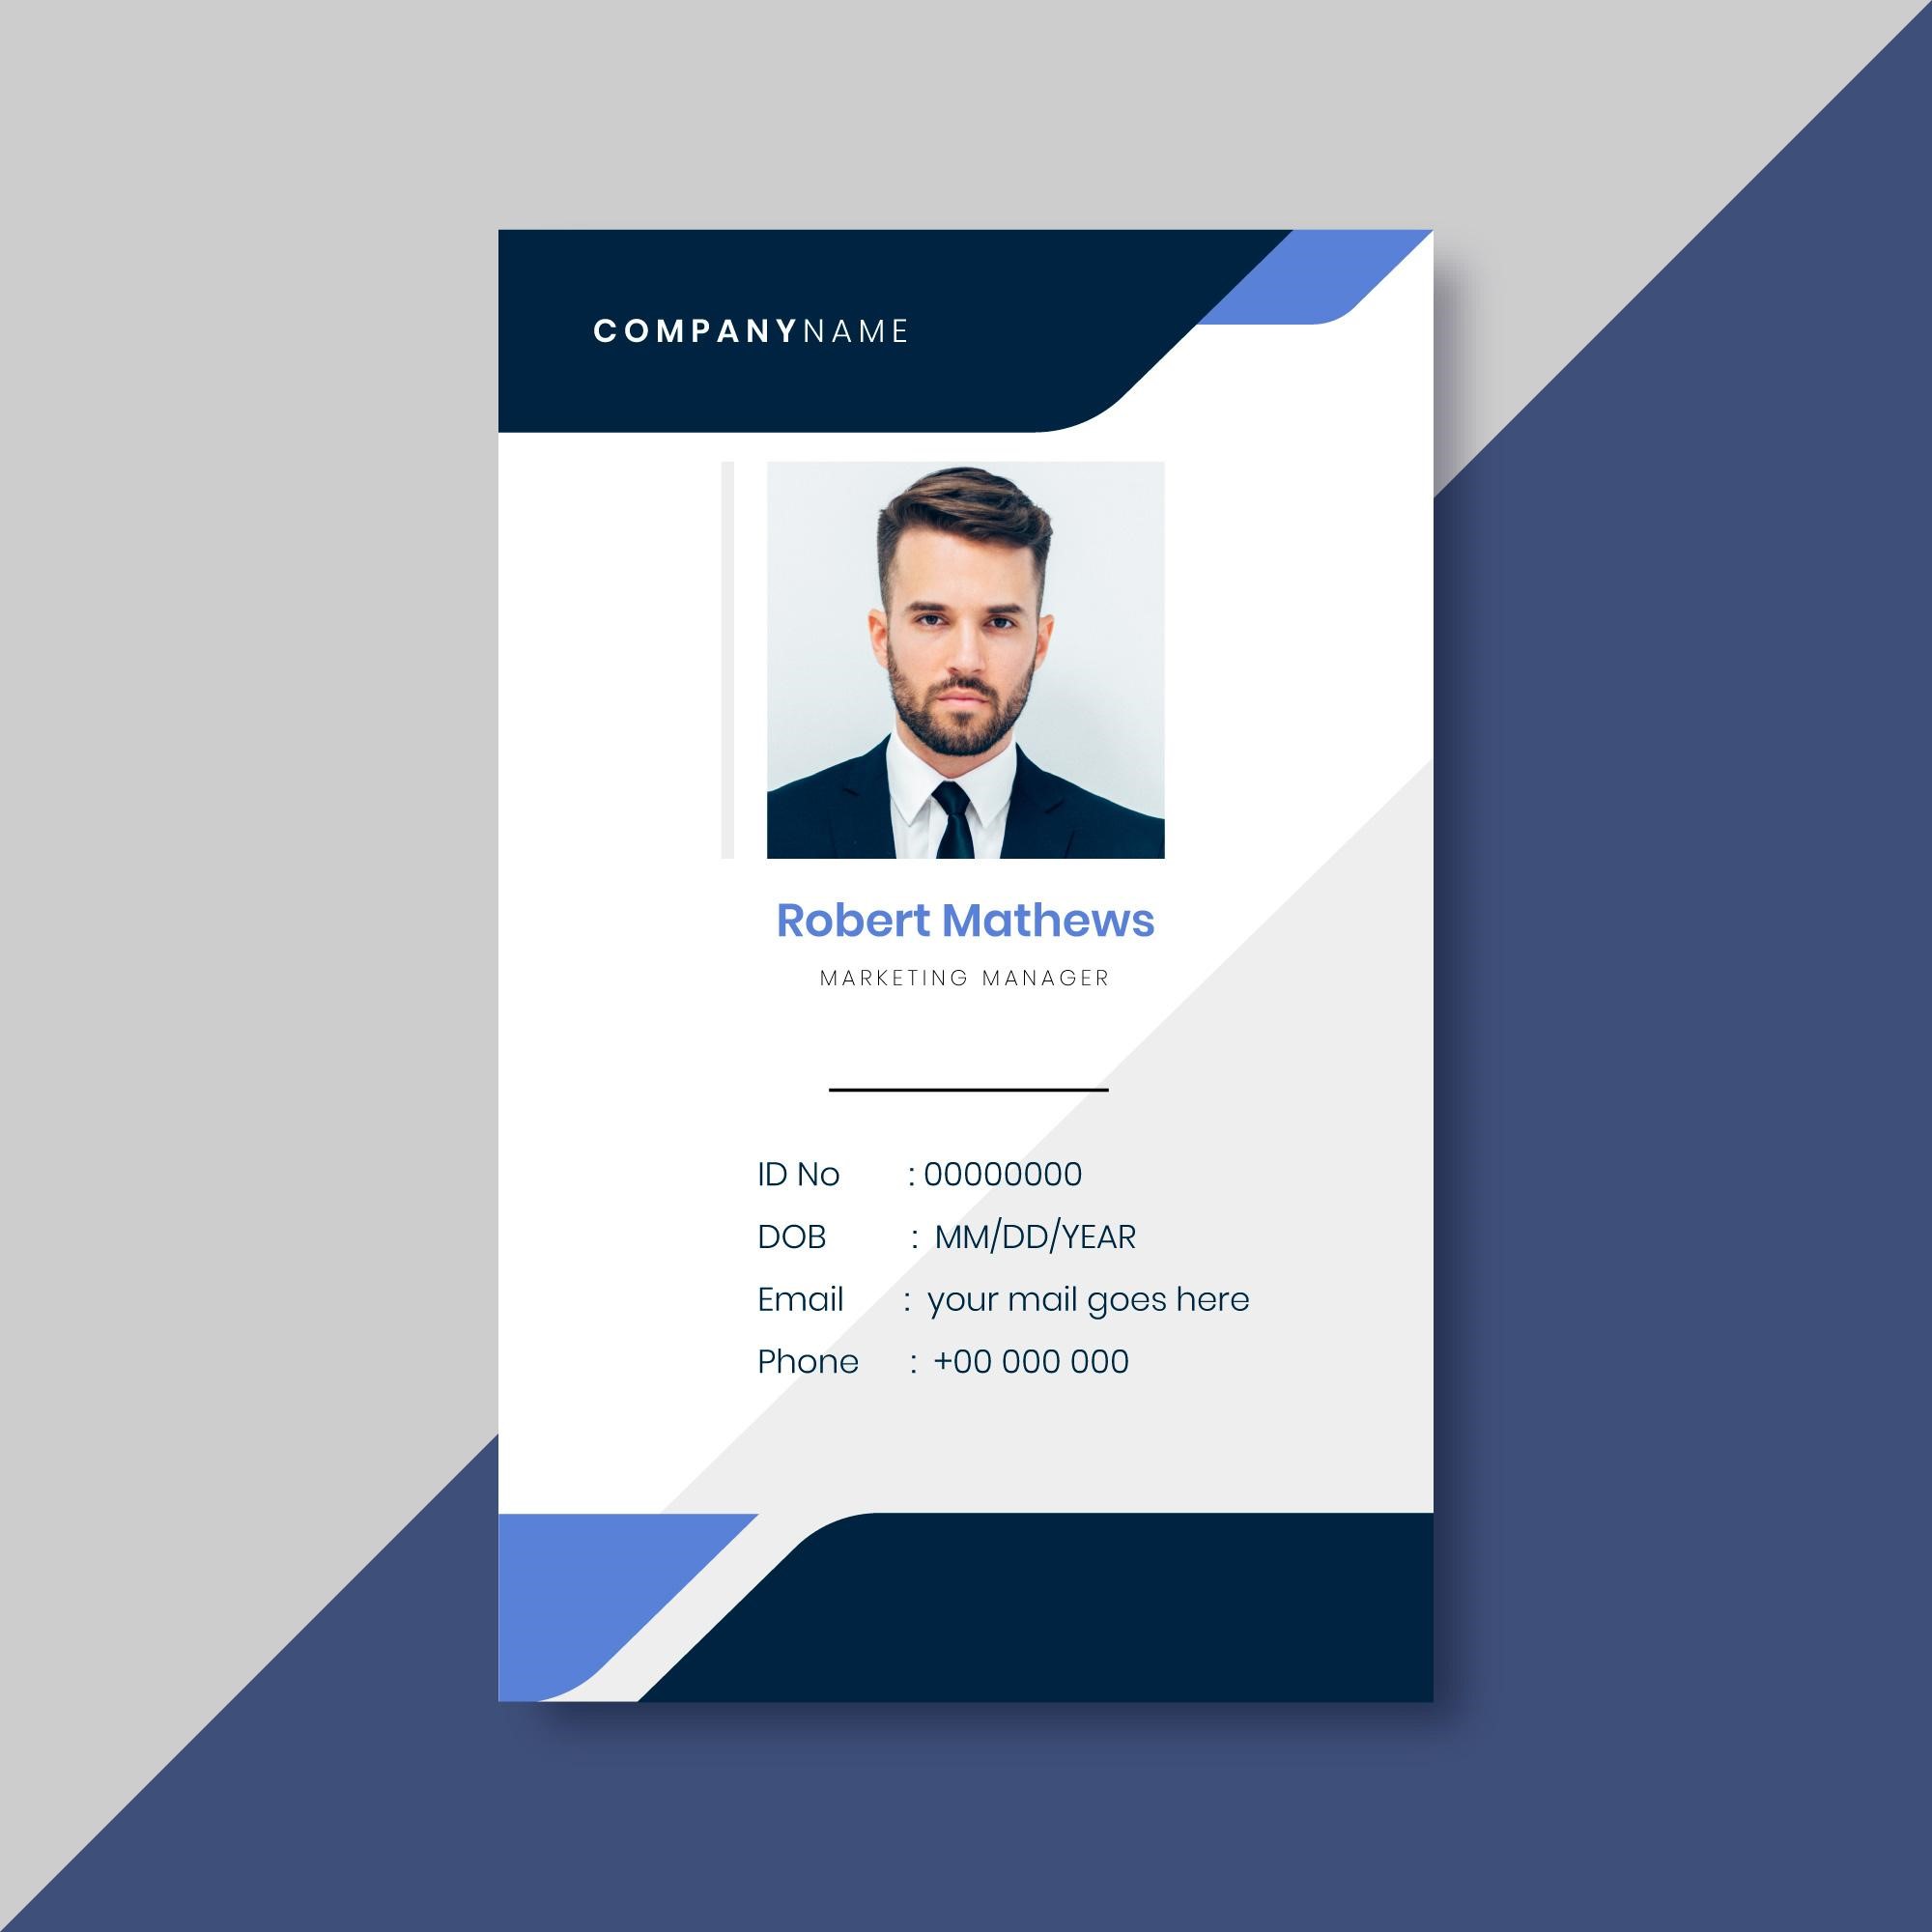 COMPANYNAME
Robert Mathews
MARKETING MANAGER
ID No : 00000000
DOB : MM/DD/YEAR
Email : your mail goes here
Phone : +00 000 000